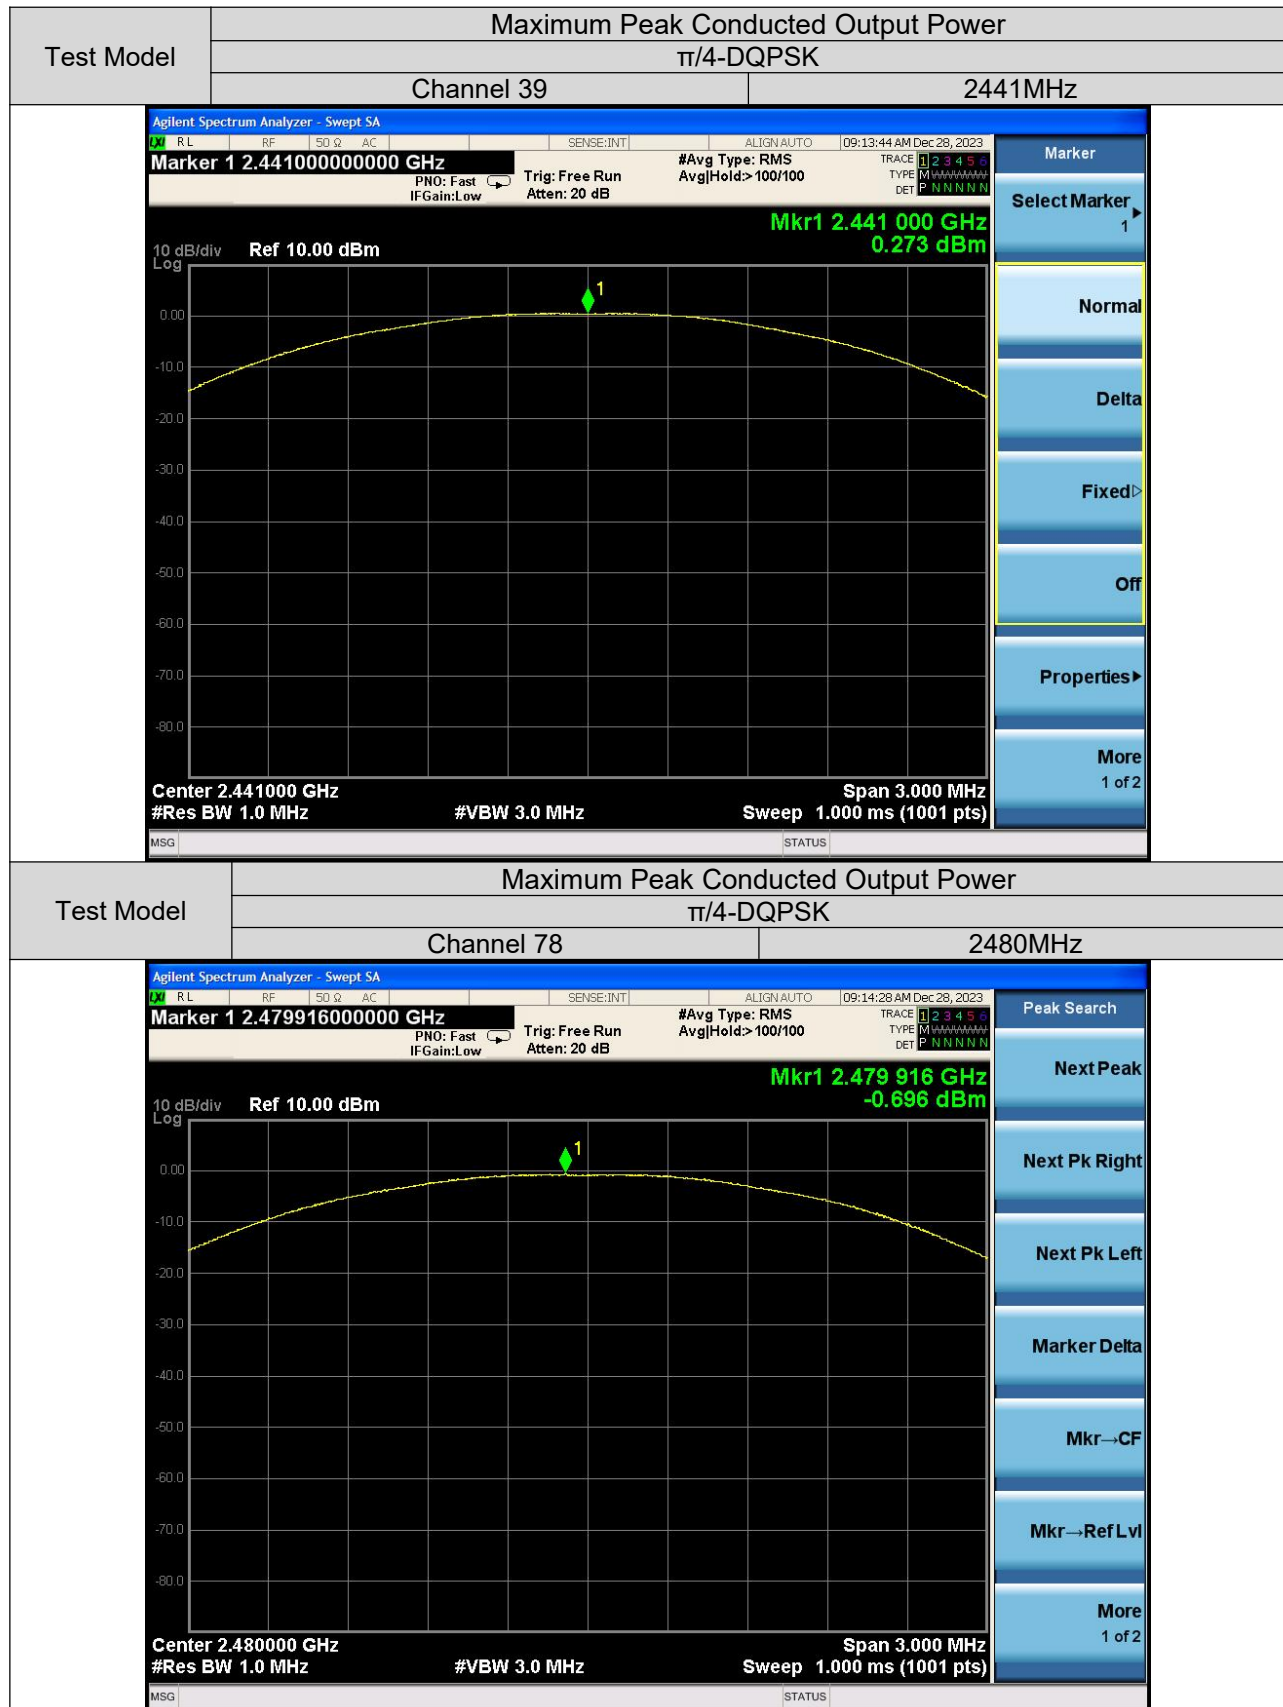 Test Model
Maximum Peak Conducted Output Power
π/4-DQPSK
Channel 39 2441MHz
Agilent Spectrum Analyzer - Swept SA
LXI RL RF 50 Ω AC SENSE:INT ALIGN AUTO 09:13:44 AM Dec 28, 2023
Marker 1 2.441000000000 GHz
PNO: Fast
IFGain:Low
Trig: Free Run
Atten: 20 dB
#Avg Type: RMS
Avg|Hold:>100/100
TRACE 1 2 3 4 5 6
TYPE M
DET P N N N N N
Mkr1 2.441 000 GHz
0.273 dBm
10 dB/div Ref 10.00 dBm
Log
1
0.00
-10.0
-20.0
-30.0
-40.0
-50.0
-60.0
-70.0
-80.0
Center 2.441000 GHz Span 3.000 MHz
#Res BW 1.0 MHz #VBW 3.0 MHz Sweep 1.000 ms (1001 pts)
MSG STATUS
Marker
Select Marker
1
Normal
Delta
Fixed
Off
Properties
More
1 of 2
Test Model
Maximum Peak Conducted Output Power
π/4-DQPSK
Channel 78 2480MHz
Agilent Spectrum Analyzer - Swept SA
LXI RL RF 50 Ω AC SENSE:INT ALIGN AUTO 09:14:28 AM Dec 28, 2023
Marker 1 2.479916000000 GHz
PNO: Fast
IFGain:Low
Trig: Free Run
Atten: 20 dB
#Avg Type: RMS
Avg|Hold:>100/100
TRACE 1 2 3 4 5 6
TYPE M
DET P N N N N N
Mkr1 2.479 916 GHz
-0.696 dBm
10 dB/div Ref 10.00 dBm
Log
1
0.00
-10.0
-20.0
-30.0
-40.0
-50.0
-60.0
-70.0
-80.0
Center 2.480000 GHz Span 3.000 MHz
#Res BW 1.0 MHz #VBW 3.0 MHz Sweep 1.000 ms (1001 pts)
MSG STATUS
Peak Search
Next Peak
Next Pk Right
Next Pk Left
Marker Delta
Mkr→CF
Mkr→Ref Lvl
More
1 of 2